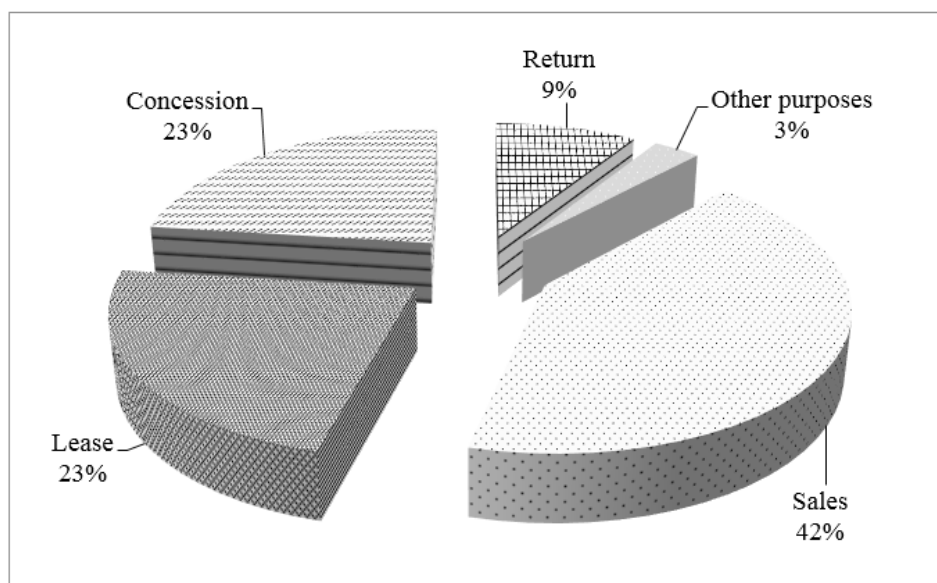 Return
9%
Other purposes
3%
Concession
23%
Lease
23%
Sales
42%